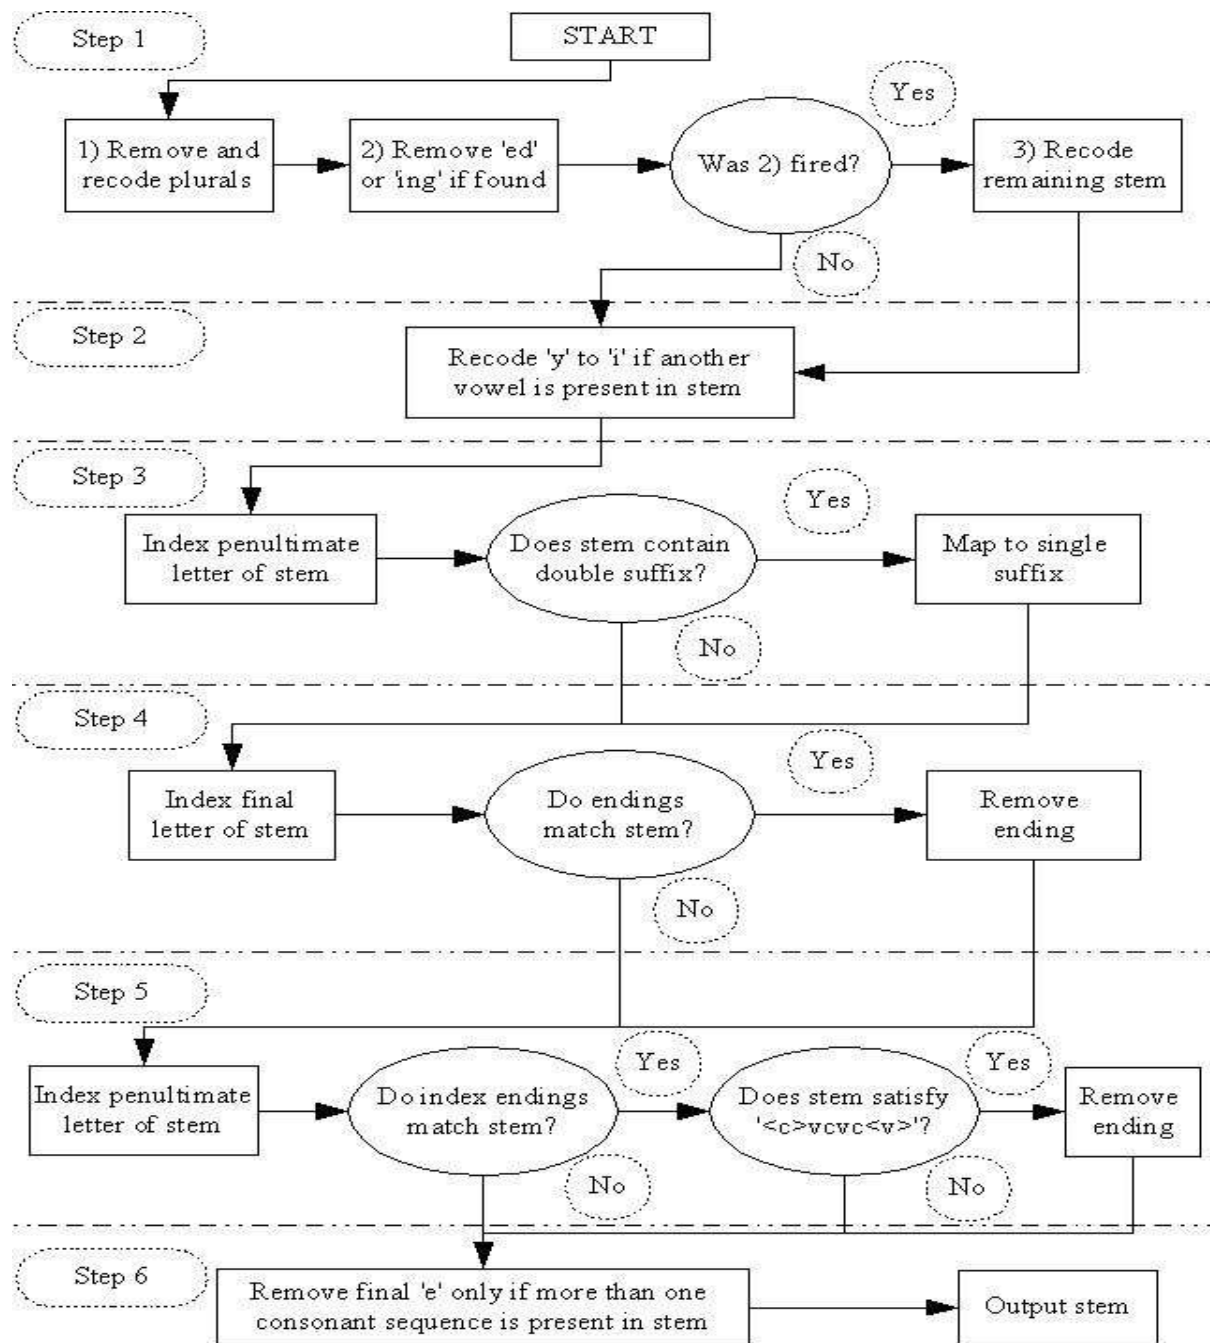 Step 1
START
Yes
1) Remove and
recode plurals
2) Remove 'ed'
or 'ing' if found
Was 2) fired?
3) Recode
remaining stem
No
Step 2
Recode 'y' to 'i' if another
vowel is present in stem
Step 3
Yes
Index penultimate
letter of stem
Does stem contain
double suffix?
Map to single
suffix
No
Step 4
Yes
Index final
letter of stem
Do endings
match stem?
Remove
ending
No
Step 5
Yes
Yes
Index penultimate
letter of stem
Do index endings
match stem?
Does stem satisfy
'<c>vcvc<v>'?
Remove
ending
No
No
Step 6
Remove final 'e' only if more than one
consonant sequence is present in stem
Output stem